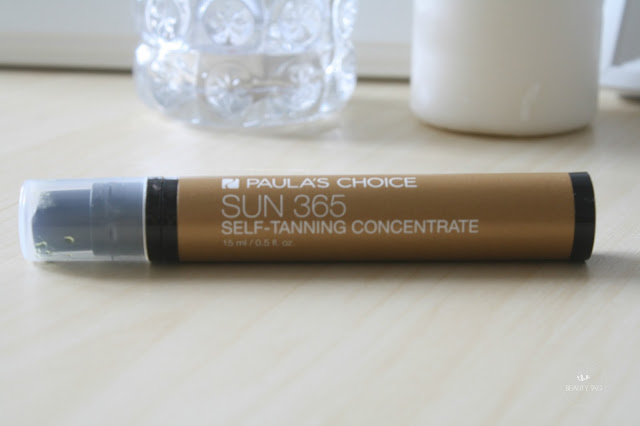 PAULA'S CHOICE
SUN 365
SELF-TANNING CONCENTRATE
15 ml / 0.5 fl. oz.